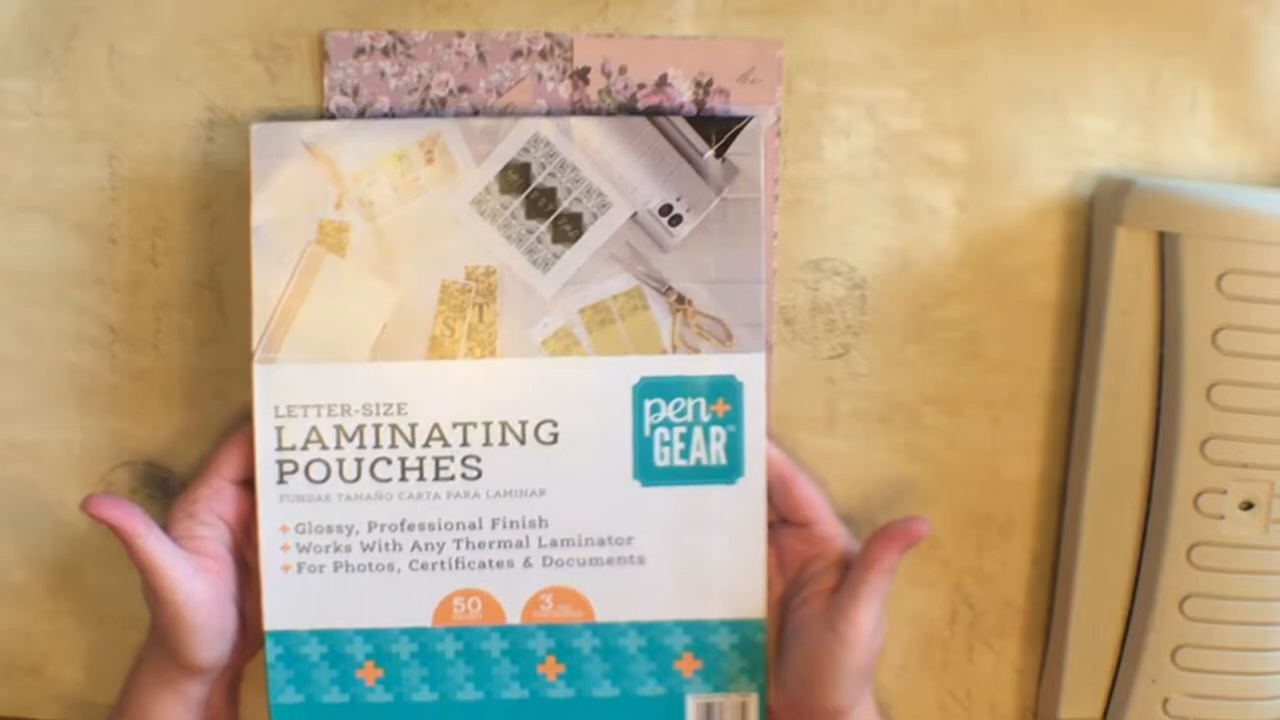 LETTER-SIZE
LAMINATING
POUCHES
FUNDAS TAMAÑO CARTA PARA LAMINAR
+ Glossy, Professional Finish
+ Works With Any Thermal Laminator
+ For Photos, Certificates & Documents
pen+
GEAR™
50
3
S T